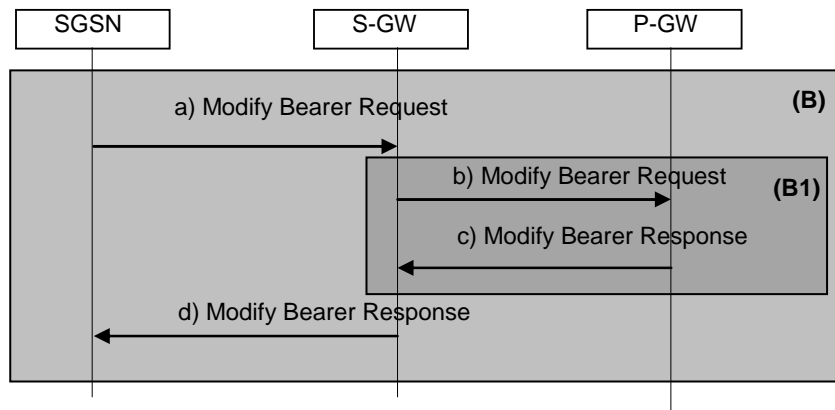 SGSN
S-GW
P-GW
(B)
a) Modify Bearer Request
b) Modify Bearer Request
(B1)
c) Modify Bearer Response
d) Modify Bearer Response